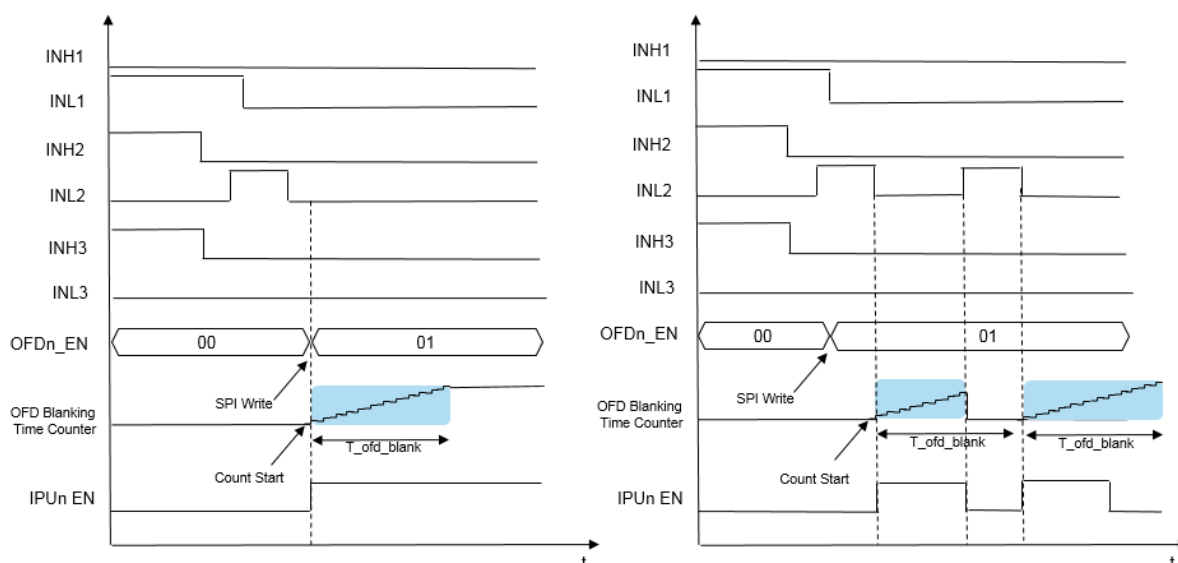 INH1
INL1
INH2
INL2
INH3
INL3
OFDn_EN
00
01
SPI Write
OFD Blanking
Time Counter
T_ofd_blank
Count Start
IPUn EN
t
INH1
INL1
INH2
INL2
INH3
INL3
OFDn_EN
00
01
SPI Write
OFD Blanking
Time Counter
T_ofd_blank
T_ofd_blank
Count Start
IPUn EN
t